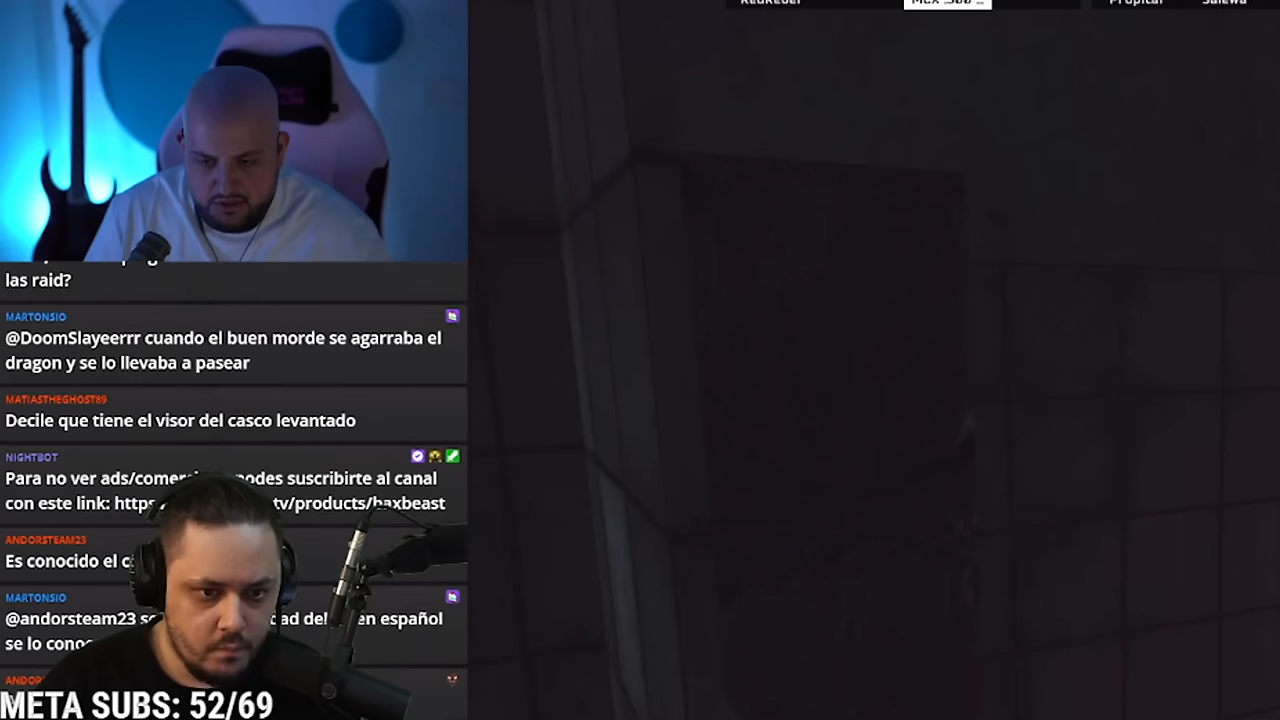 las raid?
MARTONSIO
@DoomSlayeerrr cuando el buen morde se agarraba el
dragon y se lo llevaba a pasear
MATIASTHEGHOST89
Decile que tiene el visor del casco levantado
NIGHTBOT
Para no ver ads/comer podes suscribirte al canal
con este link: https tv/products/haxbeast
ANDORSTEAM23
Es conocido el
MARTONSIO
@andorsteam23 en español
se lo
META SUBS: 52/69